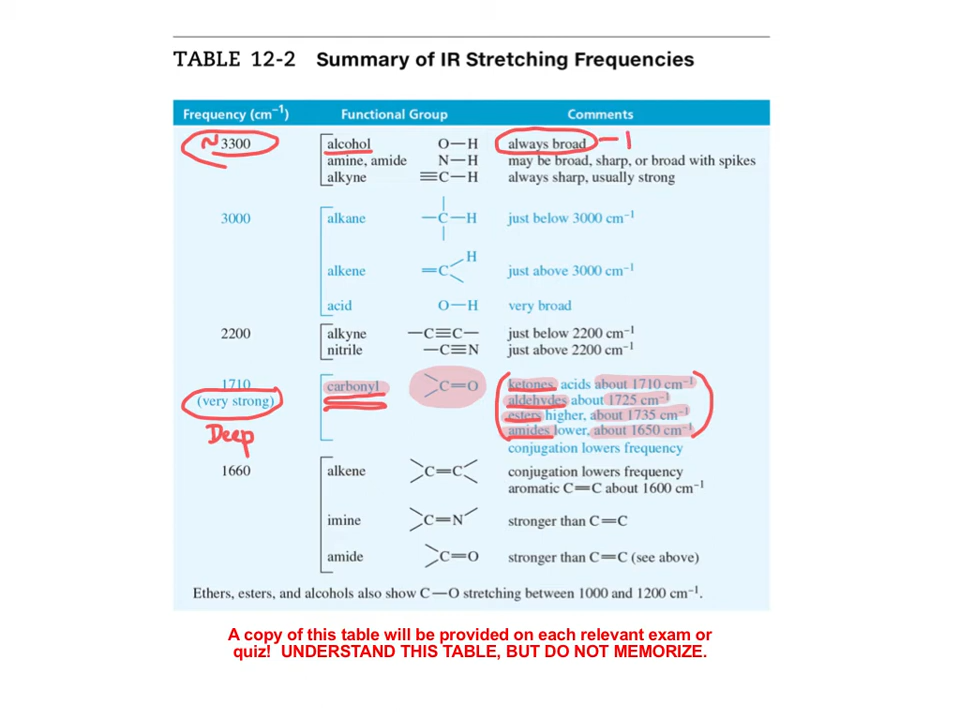 TABLE 12-2 Summary of IR Stretching Frequencies
Frequency (cm⁻¹) Functional Group Comments
~3300 alcohol O—H always broad -1
amine, amide N—H may be broad, sharp, or broad with spikes
alkyne ≡C—H always sharp, usually strong
3000 alkane —C—H just below 3000 cm⁻¹
H
alkene =C just above 3000 cm⁻¹
acid O—H very broad
2200 alkyne —C≡C— just below 2200 cm⁻¹
nitrile —C≡N just above 2200 cm⁻¹
1710 carbonyl C=O ketones, acids about 1710 cm⁻¹
(very strong) aldehydes about 1725 cm⁻¹
esters higher, about 1735 cm⁻¹
Deep amides lower, about 1650 cm⁻¹
conjugation lowers frequency
1660 alkene C=C conjugation lowers frequency
aromatic C=C about 1600 cm⁻¹
imine C=N stronger than C=C
amide C=O stronger than C=C (see above)
Ethers, esters, and alcohols also show C—O stretching between 1000 and 1200 cm⁻¹.
A copy of this table will be provided on each relevant exam or
quiz! UNDERSTAND THIS TABLE, BUT DO NOT MEMORIZE.